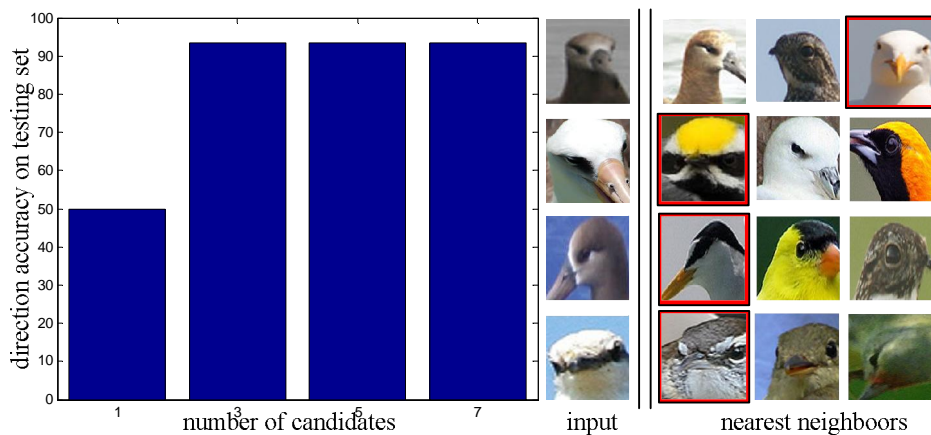 direction accuracy on testing set
100
90
80
70
60
50
40
30
20
10
0
1 3 5 7
number of candidates
input
nearest neighboors